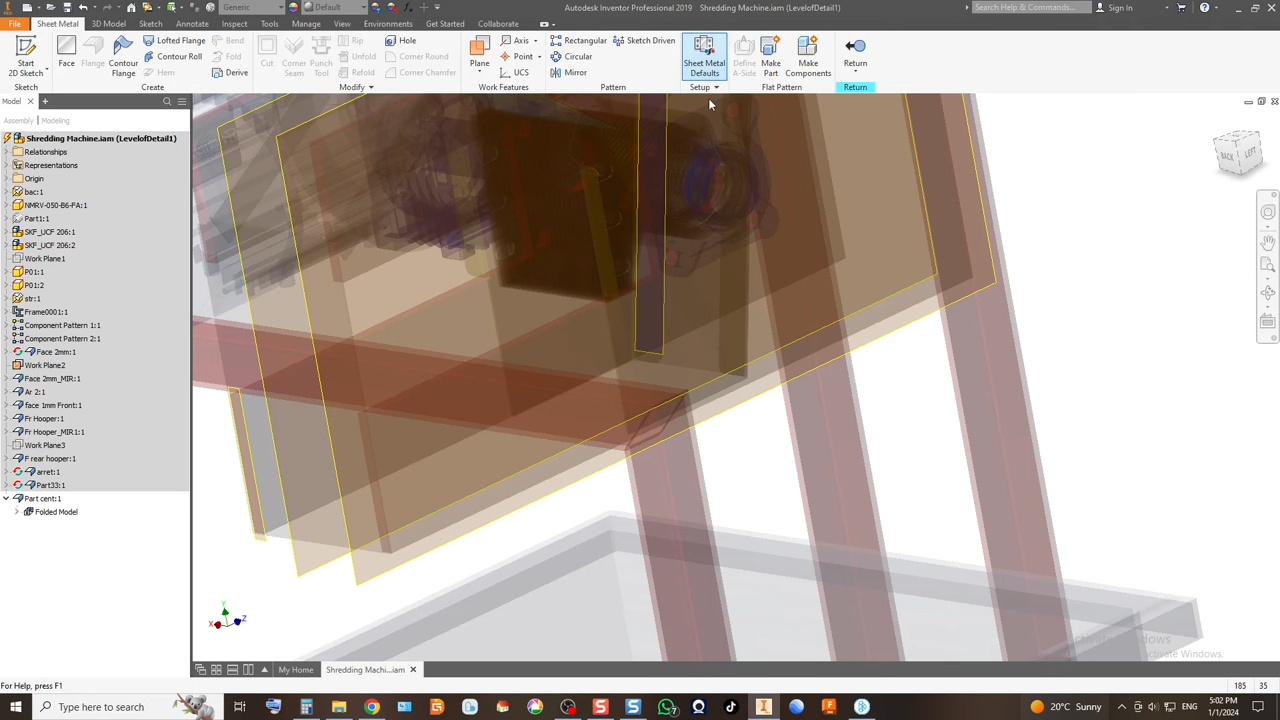 Generic
Default
Autodesk Inventor Professional 2019   Shredding Machine.iam (LevelofDetail1)
Search Help & Commands...
Sign In
File
Sheet Metal
3D Model
Sketch
Annotate
Inspect
Tools
Manage
View
Environments
Get Started
Collaborate
Start
2D Sketch
Face
Flange
Contour
Flange
Lofted Flange
Contour Roll
Hem
Bend
Fold
Derive
Create
Cut
Corner
Seam
Punch
Tool
Rip
Unfold
Refold
Hole
Corner Round
Corner Chamfer
Modify
Plane
Axis
Point
UCS
Work Features
Rectangular
Circular
Mirror
Sketch Driven
Pattern
Sheet Metal
Defaults
Setup
Define
A-Side
Make
Part
Make
Components
Flat Pattern
Return
Return
Model
Assembly
Modeling
Shredding Machine.iam (LevelofDetail1)
Relationships
Representations
Origin
bac:1
NMRV-050-B6-FA:1
Part1:1
SKF_UCF 206:1
SKF_UCF 206:2
Work Plane1
P01:1
P01:2
str:1
Frame0001:1
Component Pattern 1:1
Component Pattern 2:1
Face 2mm:1
Work Plane2
Face 2mm_MIR:1
Ar 2:1
face 1mm Front:1
Fr Hooper:1
Fr Hooper_MIR1:1
Work Plane3
F rear hooper:1
arret:1
Part33:1
Part cent:1
Folded Model
BACK
LEFT
Y
X
Z
My Home
Shredding Machi...iam
For Help, press F1
185
35
Type here to search
20°C Sunny
ENG
5:02 PM
1/1/2024